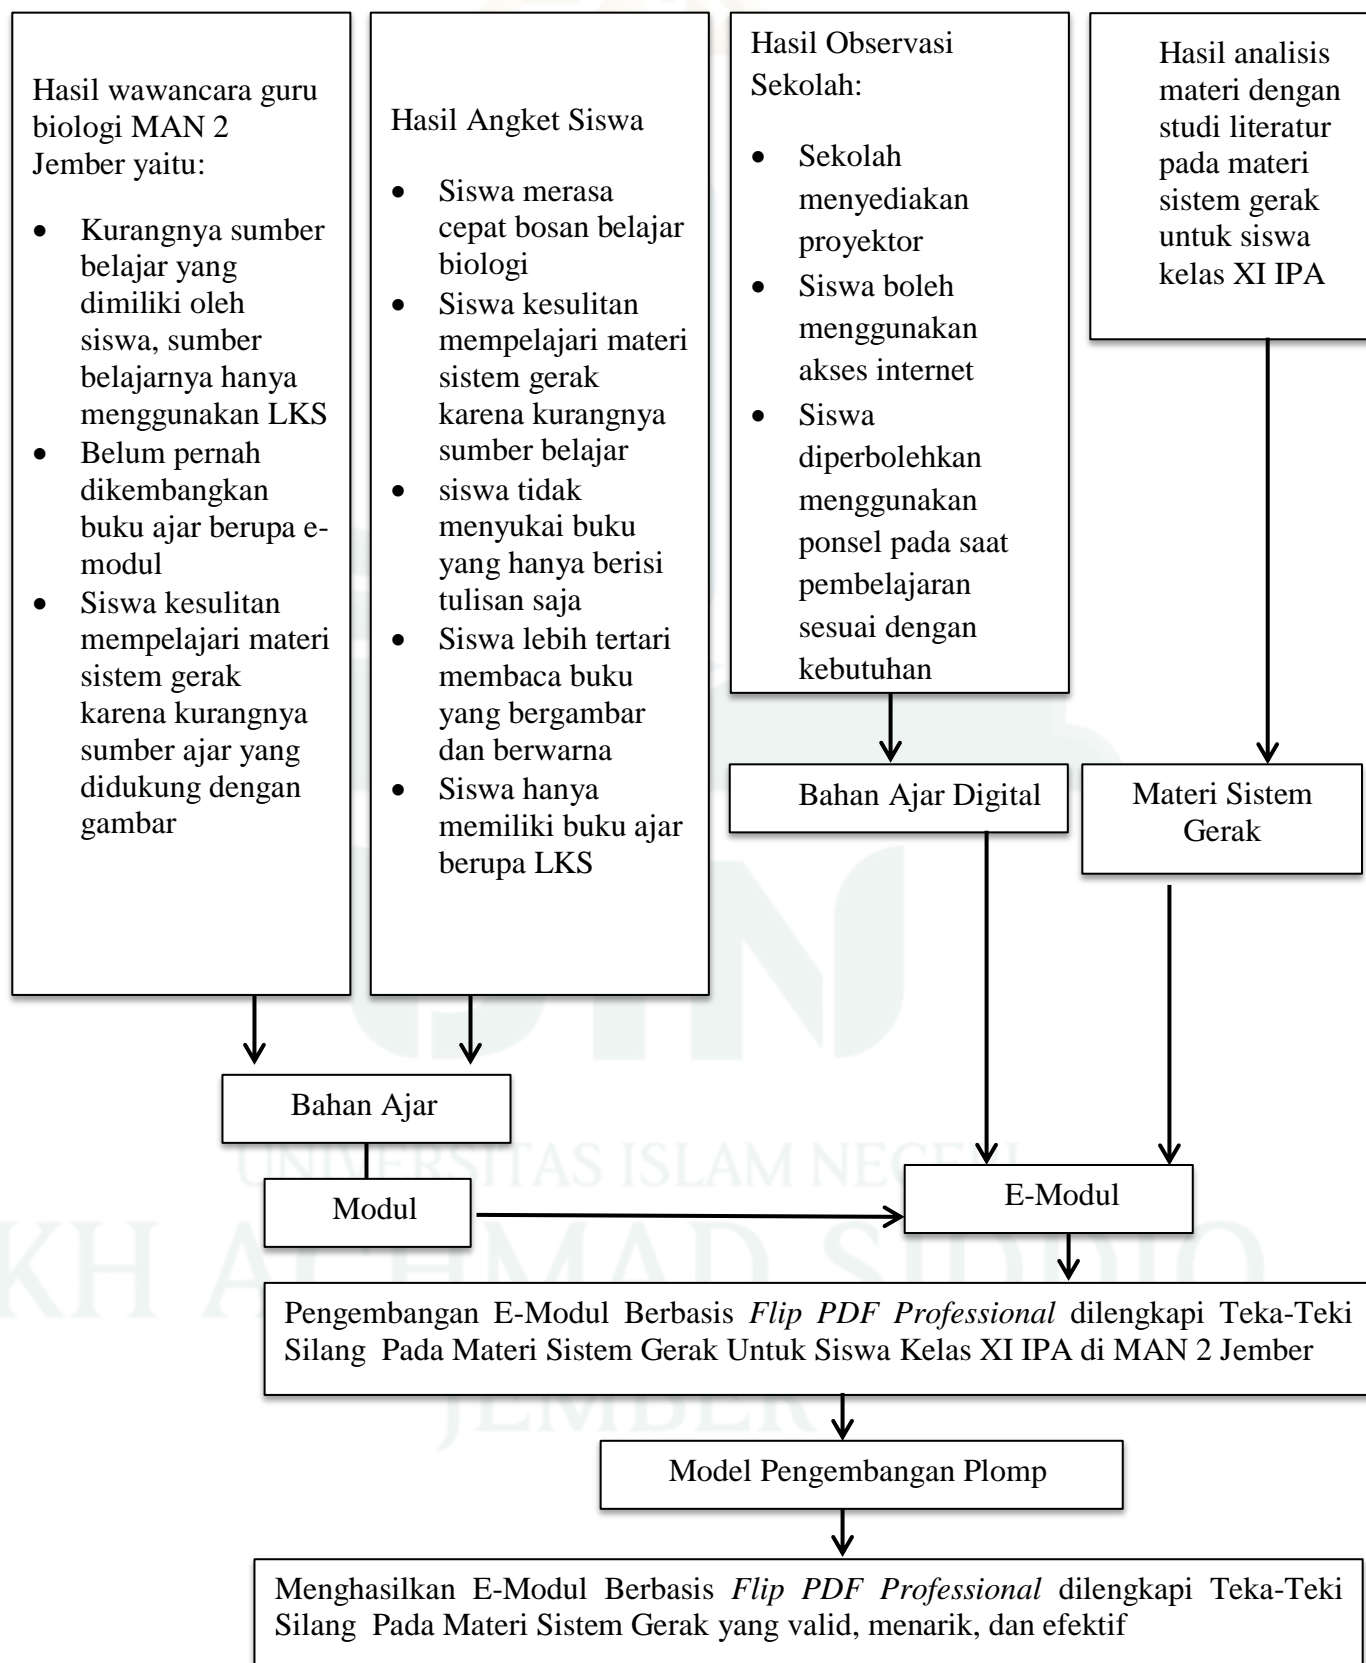 Hasil wawancara guru
biologi MAN 2
Jember yaitu:
• Kurangnya sumber
belajar yang
dimiliki oleh
siswa, sumber
belajarnya hanya
menggunakan LKS
• Belum pernah
dikembangkan
buku ajar berupa e-
modul
• Siswa kesulitan
mempelajari materi
sistem gerak
karena kurangnya
sumber ajar yang
didukung dengan
gambar
Hasil Angket Siswa
• Siswa merasa
cepat bosan belajar
biologi
• Siswa kesulitan
mempelajari materi
sistem gerak
karena kurangnya
sumber belajar
• siswa tidak
menyukai buku
yang hanya berisi
tulisan saja
• Siswa lebih tertari
membaca buku
yang bergambar
dan berwarna
• Siswa hanya
memiliki buku ajar
berupa LKS
Hasil Observasi
Sekolah:
• Sekolah
menyediakan
proyektor
• Siswa boleh
menggunakan
akses internet
• Siswa
diperbolehkan
menggunakan
ponsel pada saat
pembelajaran
sesuai dengan
kebutuhan
Hasil analisis
materi dengan
studi literatur
pada materi
sistem gerak
untuk siswa
kelas XI IPA
Bahan Ajar Digital
Materi Sistem
Gerak
Bahan Ajar
Modul
E-Modul
Pengembangan E-Modul Berbasis Flip PDF Professional dilengkapi Teka-Teki
Silang Pada Materi Sistem Gerak Untuk Siswa Kelas XI IPA di MAN 2 Jember
Model Pengembangan Plomp
Menghasilkan E-Modul Berbasis Flip PDF Professional dilengkapi Teka-Teki
Silang Pada Materi Sistem Gerak yang valid, menarik, dan efektif
UIN
UNIVERSITAS ISLAM NEGERI
KH ACHMAD SIDDIQ
JEMBER